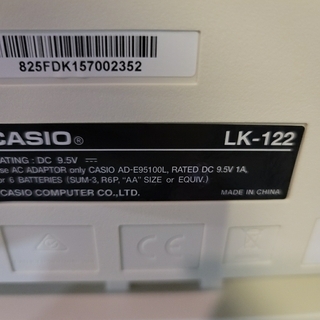 825FDK157002352
CASIO® LK-122
RATING: DC 9.5V
AC ADAPTOR only CASIO AD-E95100L, RATED DC 9.5V 1A,
or 6 BATTERIES (SUM-3, R6P, "AA" SIZE or EQUIV.)
CASIO COMPUTER CO.,LTD. MADE IN CHINA
CE